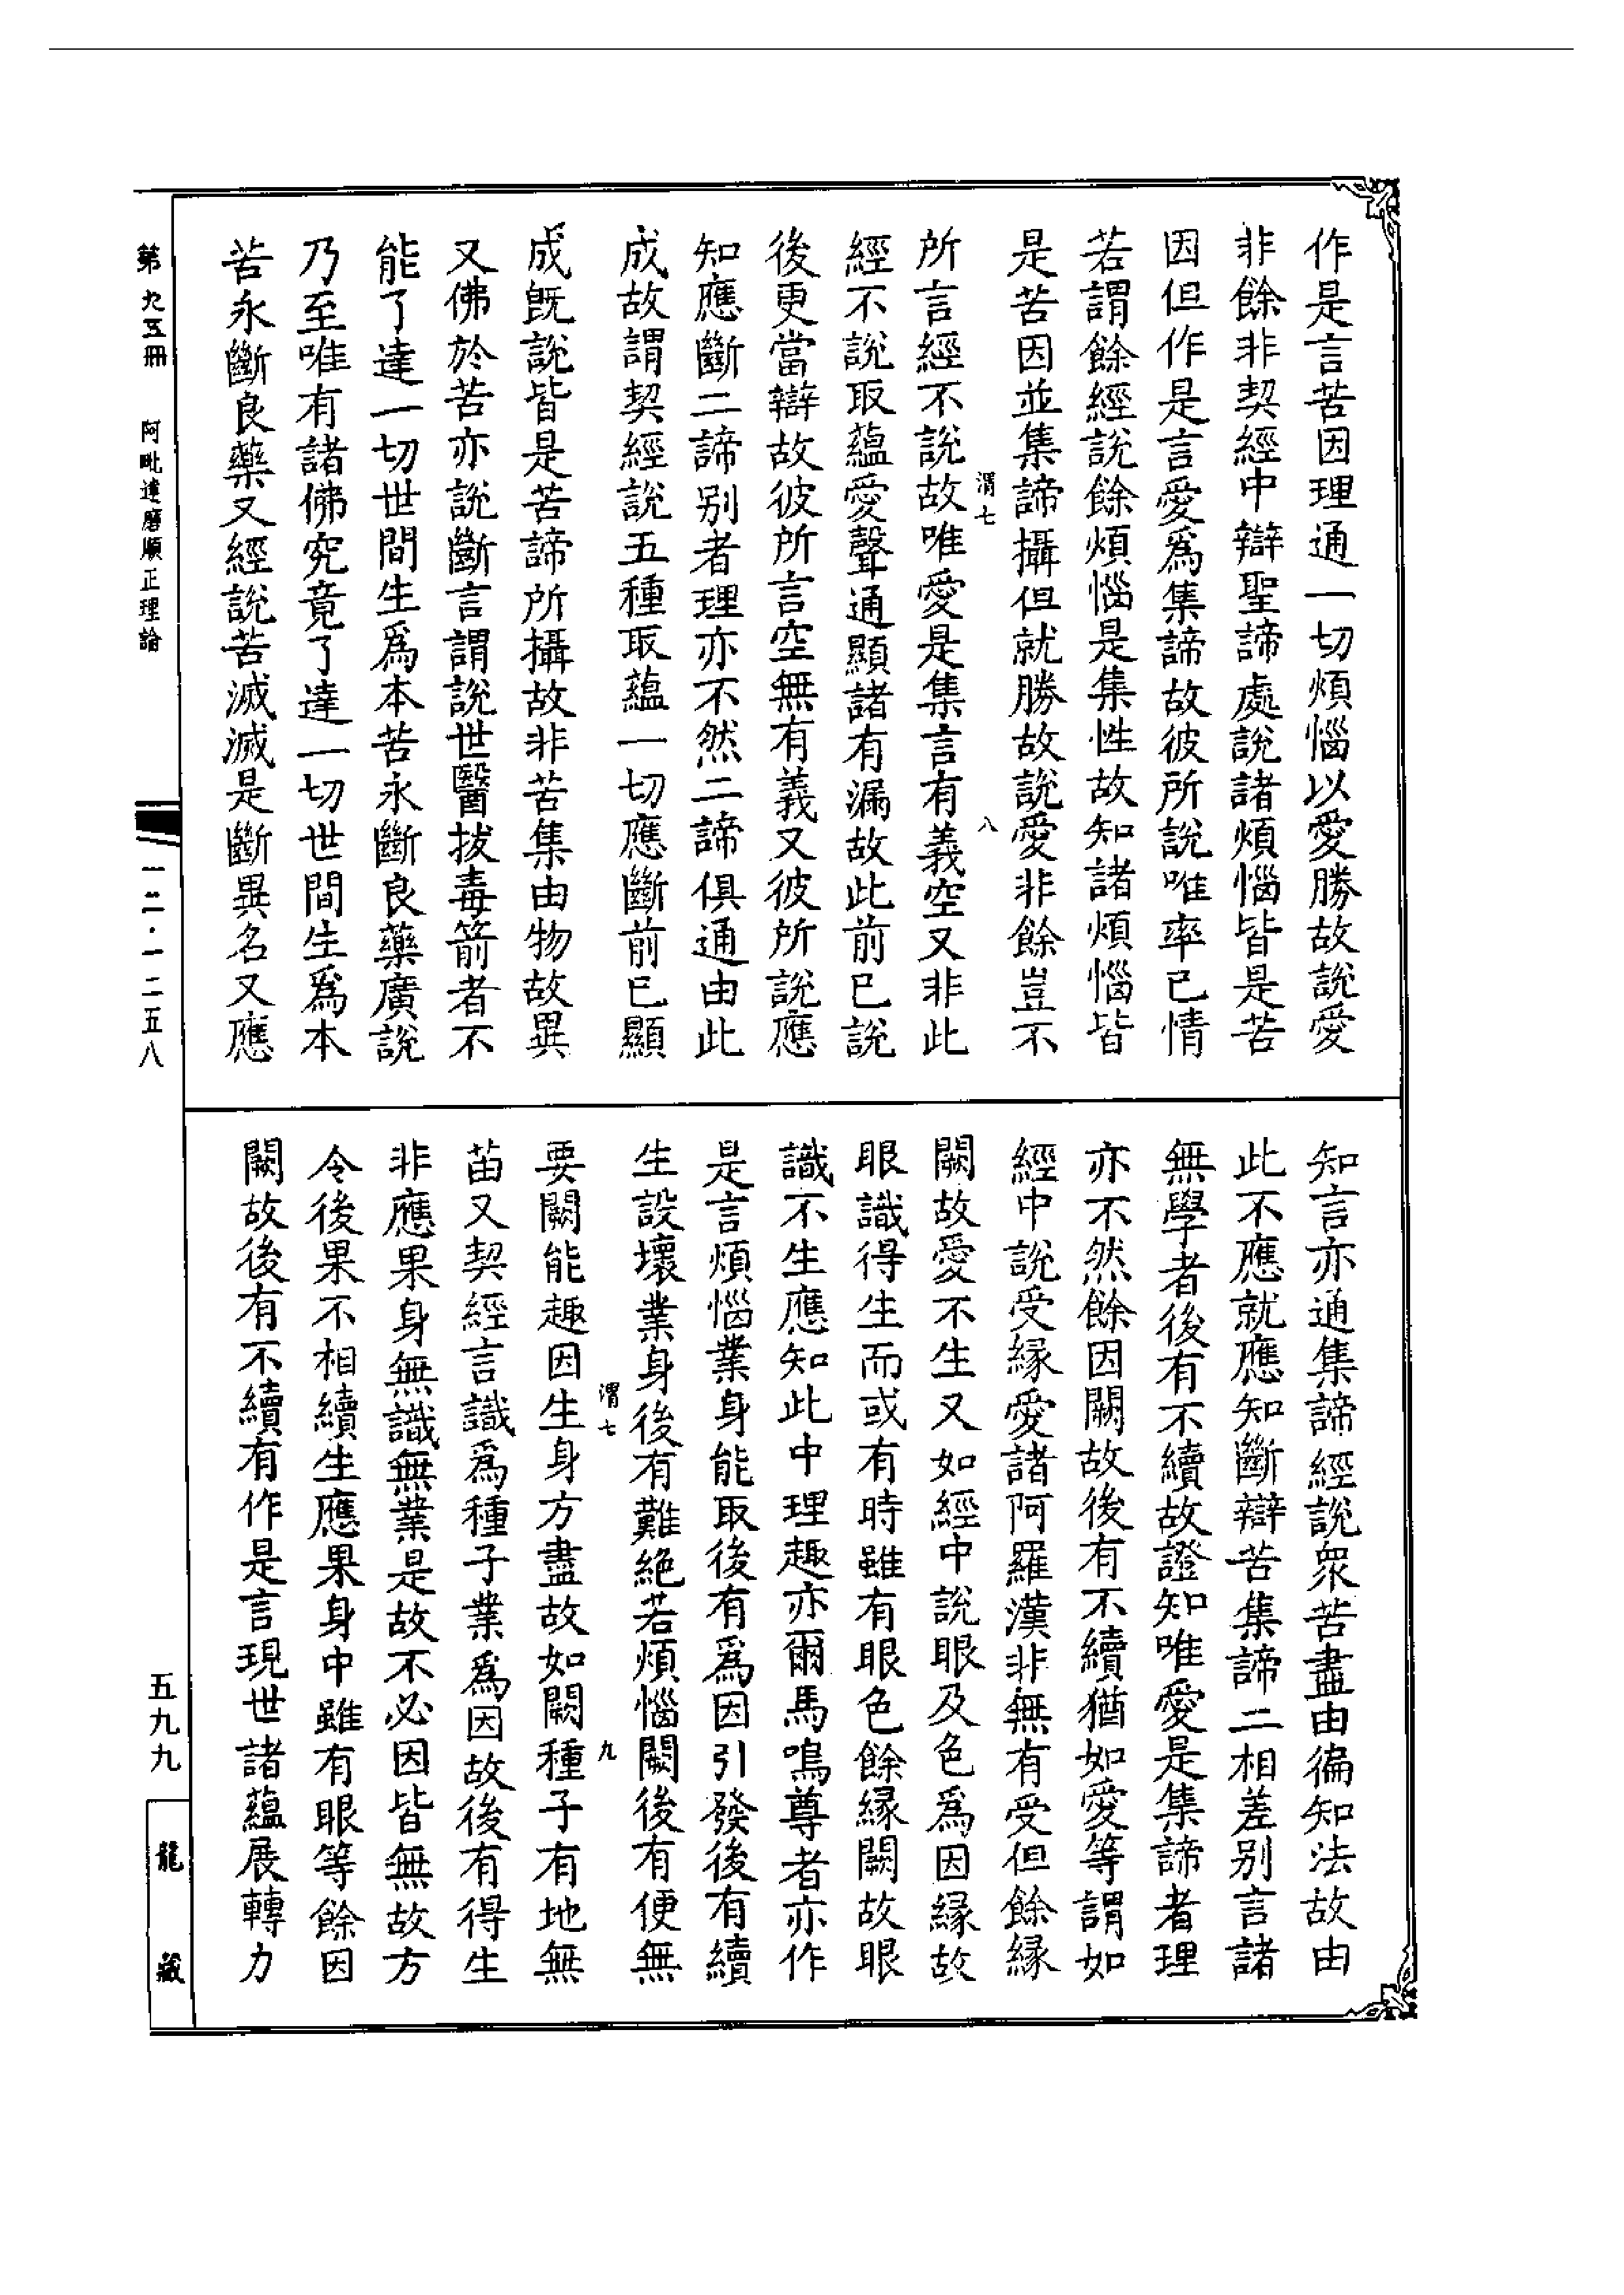 作是言苦因理通一切煩惱以愛勝故說愛
非餘非契經中辯聖諦處說諸煩惱皆是苦
因但作是言愛爲集諦故彼所說唯率已情
若謂餘經說餘煩惱是集性故知諸煩惱皆
是苦因並集諦攝但就勝故說愛非餘豈不
渭七 八
所言經不說故唯愛是集言有義空又非此
經不說取蘊愛聲通顯諸有漏故此前已說
後更當辯故彼所言空無有義又彼所說應
知應斷二諦別者理亦不然二諦俱通由此
成故謂契經說五種取蘊一切應斷前已顯
成旣說皆是苦諦所攝故非苦集由物故異
又佛於苦亦說斷言謂說世醫拔毒箭者不
能了達一切世間生爲本苦永斷良藥廣說
乃至唯有諸佛究竟了達一切世間生爲本
苦永斷良藥又經說苦滅滅是斷異名又應
知言亦通集諦經說衆苦盡由徧知法故由
此不應就應知斷辯苦集諦二相差別言諸
無學者後有不續故證知唯愛是集諦者理
亦不然餘因闕故後有不續猶如愛等謂如
經中說受緣愛諸阿羅漢非無有受但餘緣
闕故愛不生又如經中說眼及色爲因緣故
眼識得生而或有時雖有眼色餘緣闕故眼
識不生應知此中理趣亦爾馬鳴尊者亦作
是言煩惱業身能取後有爲因引發後有續
生設壞業身後有難絕若煩惱闕後有便無
渭七 九
要闕能趣因生身方盡故如闕種子有地無
苗又契經言識爲種子業爲因故後有得生
非應果身無識無業是故不必因皆無故方
令後果不相續生應果身中雖有眼等餘因
闕故後有不續有作是言現世諸蘊展轉力
第九五冊 阿毗達磨順正理論 一二·一二五八 五九九 龍藏